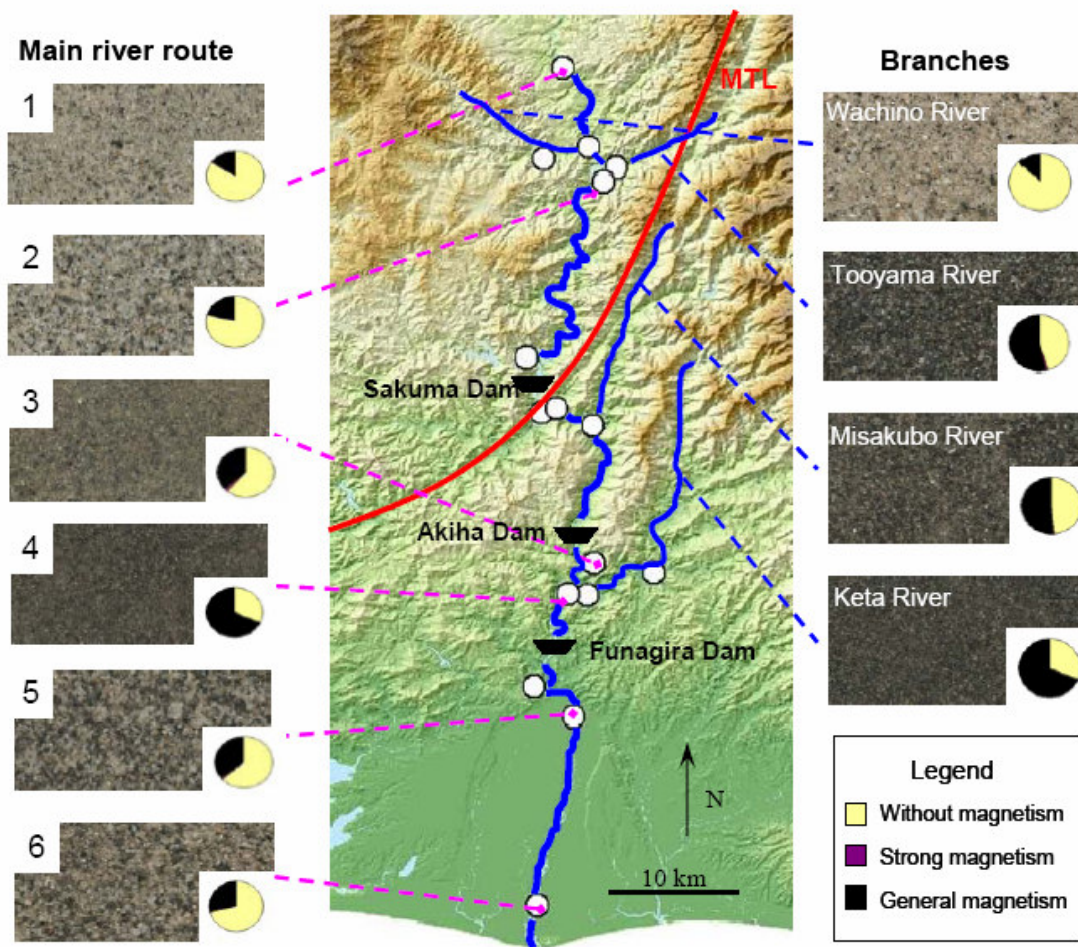 Main river route
1
2
3
4
5
6
MTL
Sakuma Dam
Akiha Dam
Funagira Dam
N
10 km
Branches
Wachino River
Tooyama River
Misakubo River
Keta River
Legend
Without magnetism
Strong magnetism
General magnetism